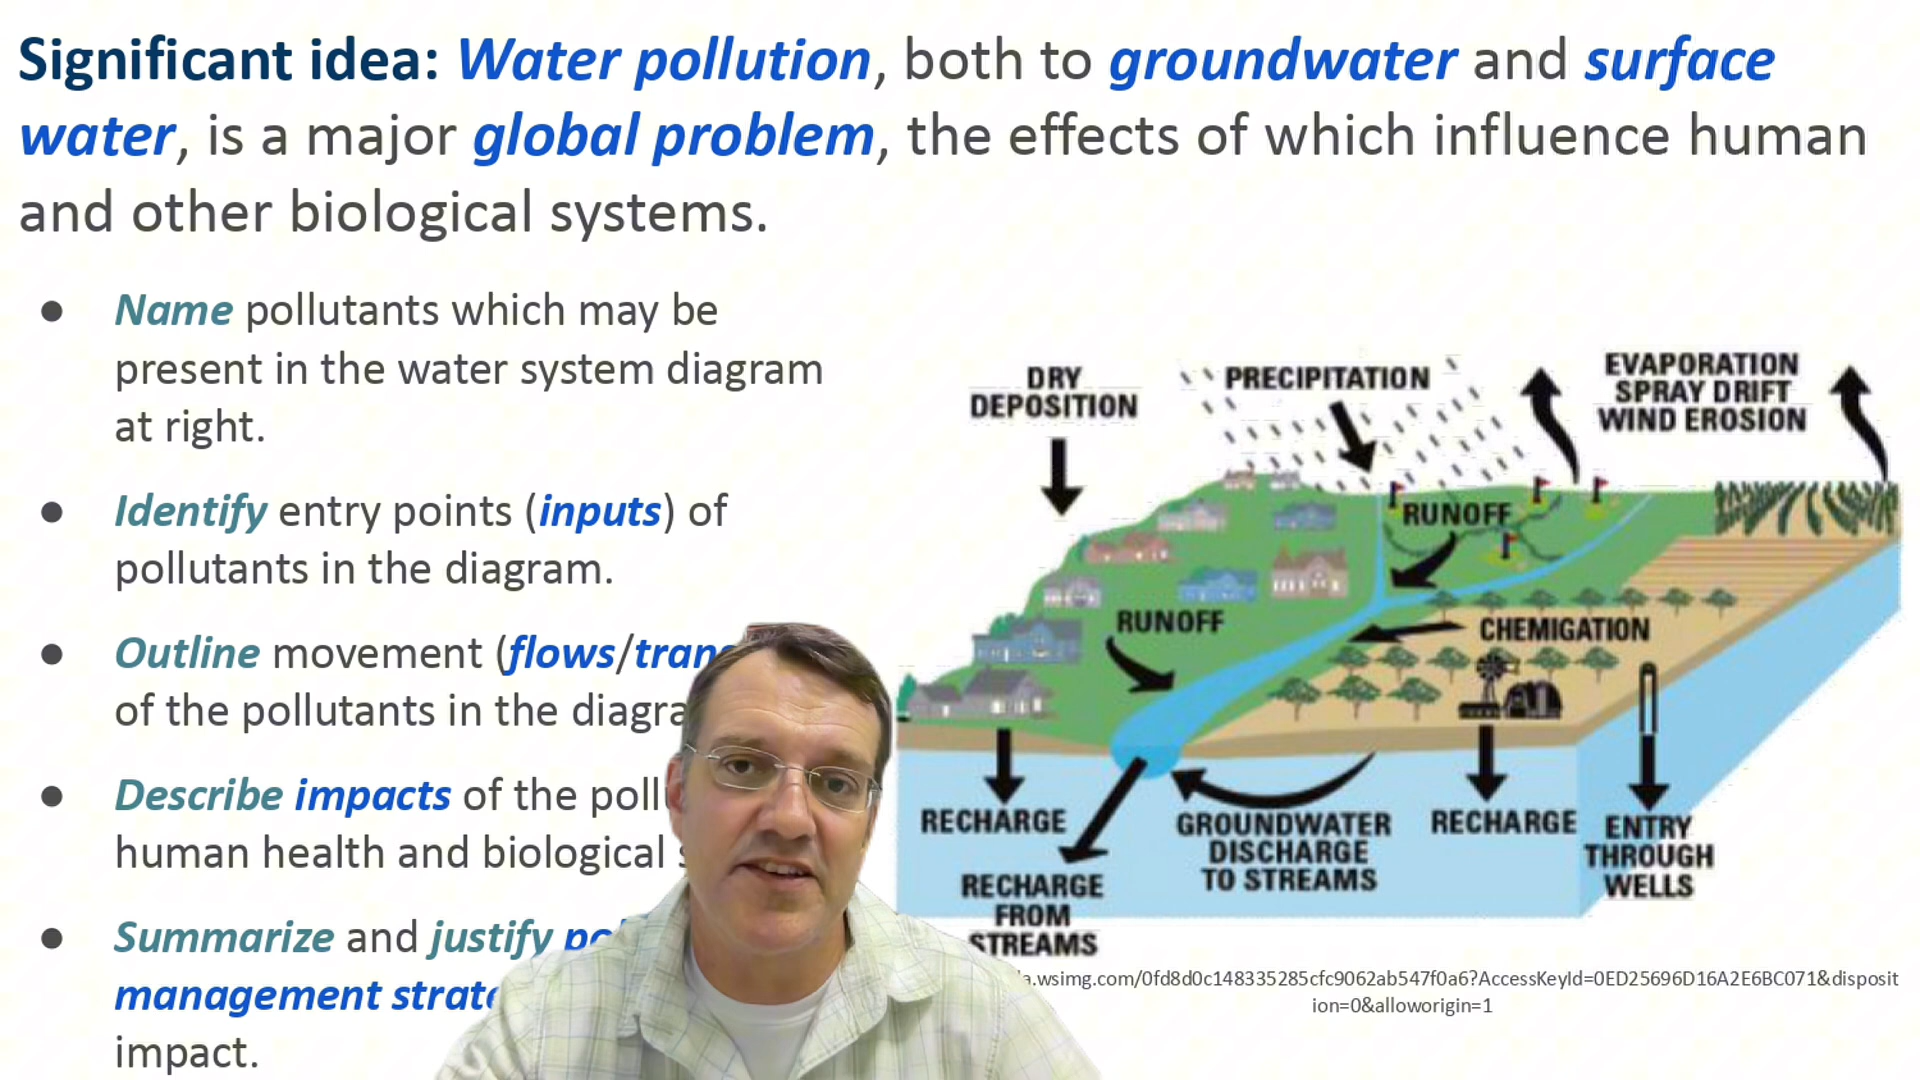 Significant idea: Water pollution, both to groundwater and surface
water, is a major global problem, the effects of which influence human
and other biological systems.
● Name pollutants which may be
present in the water system diagram
at right.
● Identify entry points (inputs) of
pollutants in the diagram.
● Outline movement (flows/
of the pollutants in the
● Describe impacts of the
human health and biological
● Summarize and justify
management
impact.
DRY
DEPOSITION
PRECIPITATION
EVAPORATION
SPRAY DRIFT
WIND EROSION
RUNOFF
RUNOFF
CHEMIGATION
RECHARGE
RECHARGE
FROM
STREAMS
GROUNDWATER
DISCHARGE
TO STREAMS
RECHARGE
ENTRY
THROUGH
WELLS
.wsimg.com/0fd8d0c148335285cfc9062ab547f0a6?AccessKeyId=0ED25696D16A2E6BC071&disposit
ion=0&alloworigin=1